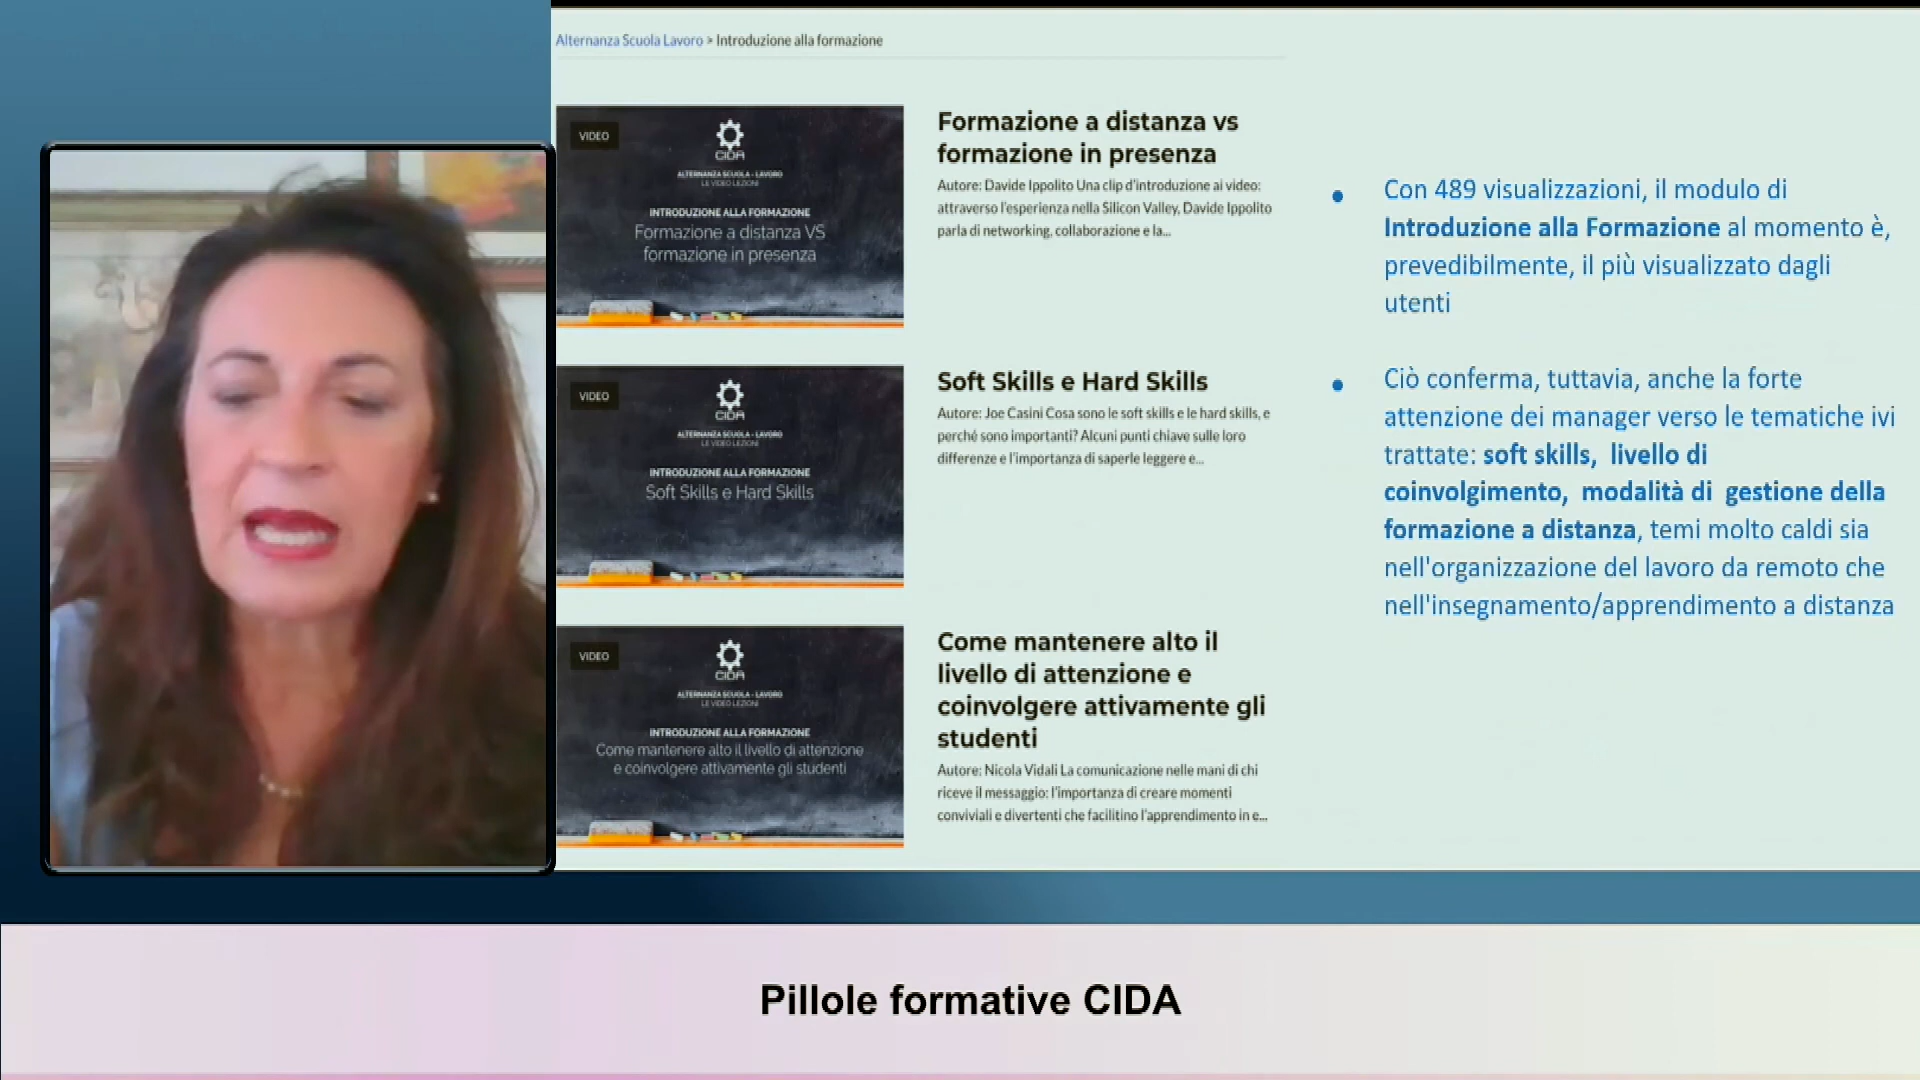 Alternanza Scuola Lavoro > Introduzione alla formazione
VIDEO
CIDA
ALTERNANZA SCUOLA - LAVORO
LE VIDEO LEZIONI
INTRODUZIONE ALLA FORMAZIONE
Formazione a distanza VS
formazione in presenza
Formazione a distanza vs
formazione in presenza
Autore: Davide Ippolito Una clip d'introduzione ai video:
attraverso l'esperienza nella Silicon Valley, Davide Ippolito
parla di networking, collaborazione e la...
VIDEO
CIDA
ALTERNANZA SCUOLA - LAVORO
LE VIDEO LEZIONI
INTRODUZIONE ALLA FORMAZIONE
Soft Skills e Hard Skills
Soft Skills e Hard Skills
Autore: Joe Casini Cosa sono le soft skills e le hard skills, e
perché sono importanti? Alcuni punti chiave sulle loro
differenze e l'importanza di saperle leggere e...
VIDEO
CIDA
ALTERNANZA SCUOLA - LAVORO
LE VIDEO LEZIONI
INTRODUZIONE ALLA FORMAZIONE
Come mantenere alto il livello di attenzione
e coinvolgere attivamente gli studenti
Come mantenere alto il
livello di attenzione e
coinvolgere attivamente gli
studenti
Autore: Nicola Vidali La comunicazione nelle mani di chi
riceve il messaggio: l'importanza di creare momenti
conviviali e divertenti che facilitino l'apprendimento in e...
• Con 489 visualizzazioni, il modulo di
Introduzione alla Formazione al momento è,
prevedibilmente, il più visualizzato dagli
utenti
• Ciò conferma, tuttavia, anche la forte
attenzione dei manager verso le tematiche ivi
trattate: soft skills, livello di
coinvolgimento, modalità di gestione della
formazione a distanza, temi molto caldi sia
nell'organizzazione del lavoro da remoto che
nell'insegnamento/apprendimento a distanza
Pillole formative CIDA